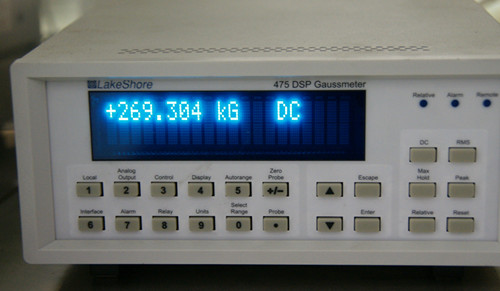 LakeShore 475 DSP Gaussmeter
Relative Alarm Remote
+269.304 kG DC
DC RMS
Local Analog Output Control Display Autorange Zero Probe
1 2 3 4 5 +/- ▲ Escape Max Hold Peak
Interface Alarm Relay Units Select Range Probe
6 7 8 9 0 • ▼ Enter Relative Reset